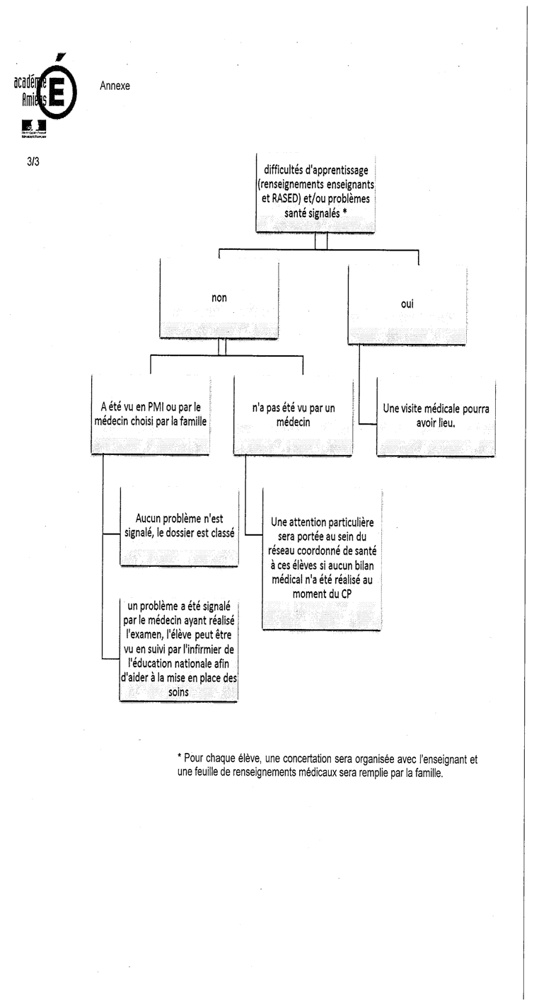 académie
Amiens
É
Annexe
3/3
difficultés d'apprentissage
(renseignements enseignants
et RASED) et/ou problèmes
santé signalés *
non
oui
A été vu en PMI ou par le
médecin choisi par la famille
n'a pas été vu par un
médecin
Une visite médicale pourra
avoir lieu.
Aucun problème n'est
signalé, le dossier est classé
Une attention particulière
sera portée au sein du
réseau coordonné de santé
à ces élèves si aucun bilan
médical n'a été réalisé au
moment du CP
un problème a été signalé
par le médecin ayant réalisé
l'examen, l'élève peut être
vu en suivi par l'infirmier de
l'éducation nationale afin
d'aider à la mise en place des
soins
* Pour chaque élève, une concertation sera organisée avec l'enseignant et
une feuille de renseignements médicaux sera remplie par la famille.